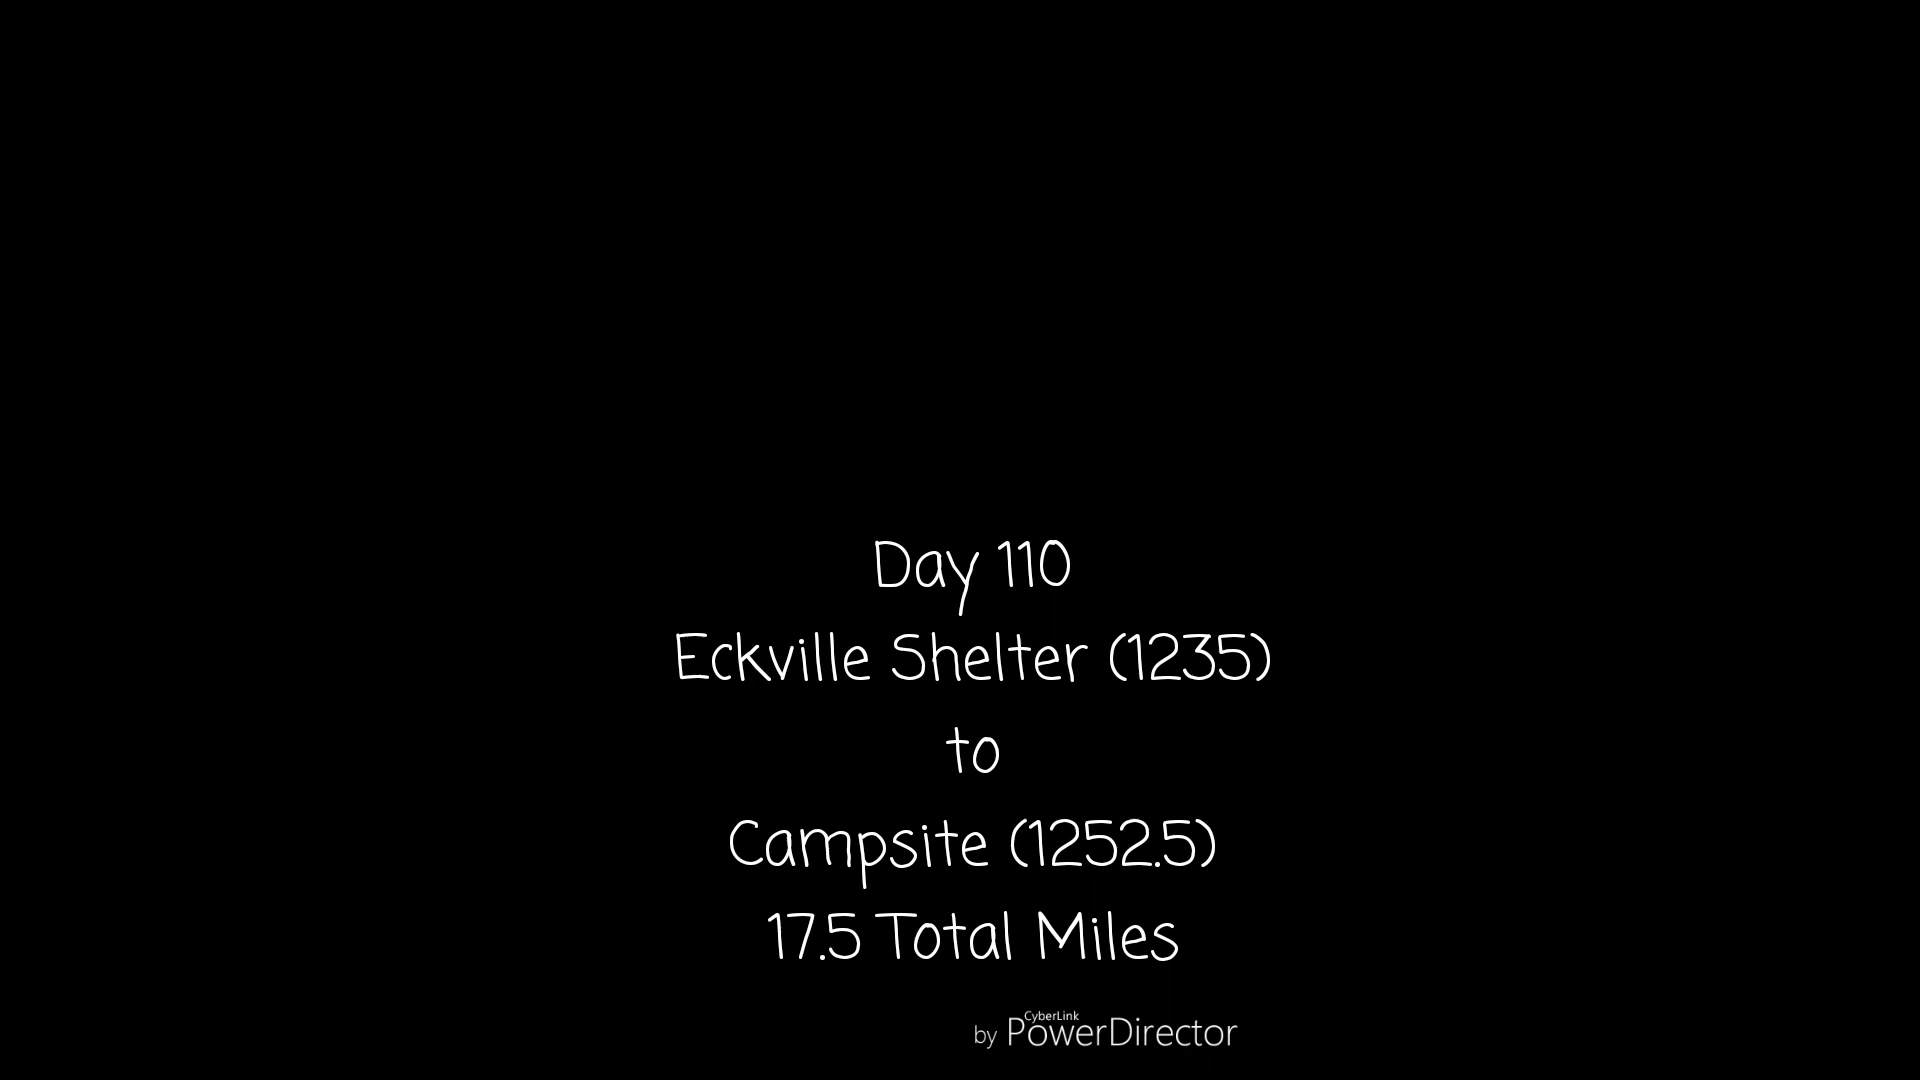 Day 110
Eckville Shelter (1235)
to
Campsite (1252.5)
17.5 Total Miles
by CyberLink PowerDirector